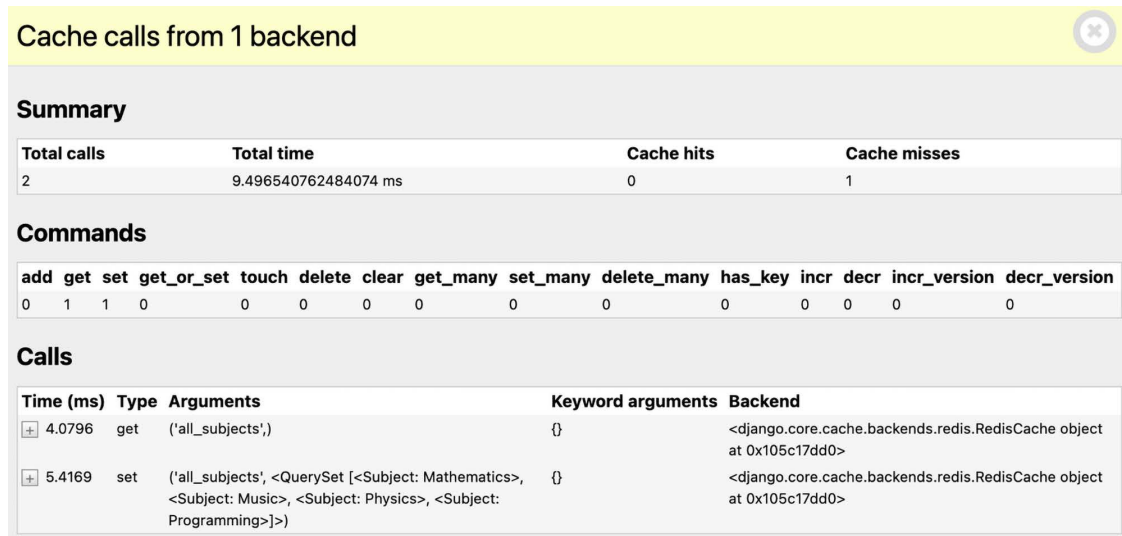 Cache calls from 1 backend
Summary
Total calls Total time Cache hits Cache misses
2 9.496540762484074 ms 0 1
Commands
add get set get_or_set touch delete clear get_many set_many delete_many has_key incr decr incr_version decr_version
0 1 1 0 0 0 0 0 0 0 0 0 0 0 0
Calls
Time (ms) Type Arguments Keyword arguments Backend
+ 4.0796 get ('all_subjects',) {} <django.core.cache.backends.redis.RedisCache object
at 0x105c17dd0>
+ 5.4169 set ('all_subjects', <QuerySet [<Subject: Mathematics>, {} <django.core.cache.backends.redis.RedisCache object
<Subject: Music>, <Subject: Physics>, <Subject: at 0x105c17dd0>
Programming>]>)